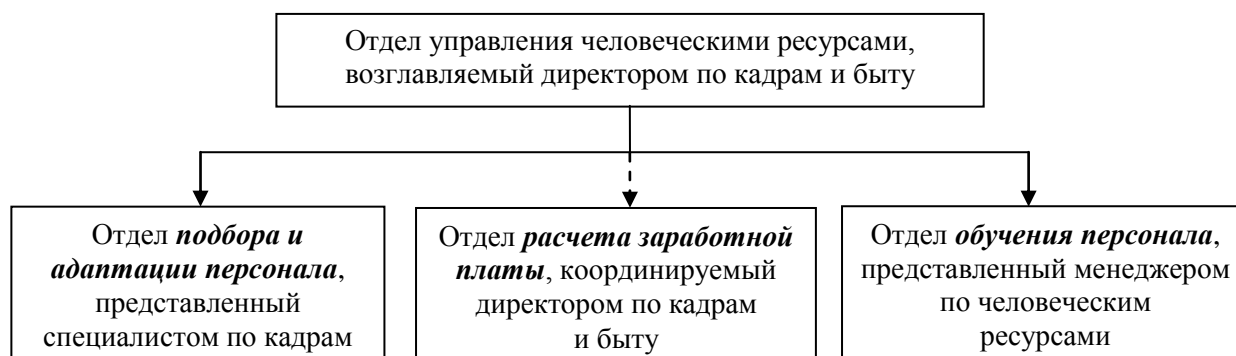 Отдел управления человеческими ресурсами,
возглавляемый директором по кадрам и быту
Отдел подбора и
адаптации персонала,
представленный
специалистом по кадрам
Отдел расчета заработной
платы, координируемый
директором по кадрам
и быту
Отдел обучения персонала,
представленный менеджером
по человеческим
ресурсами